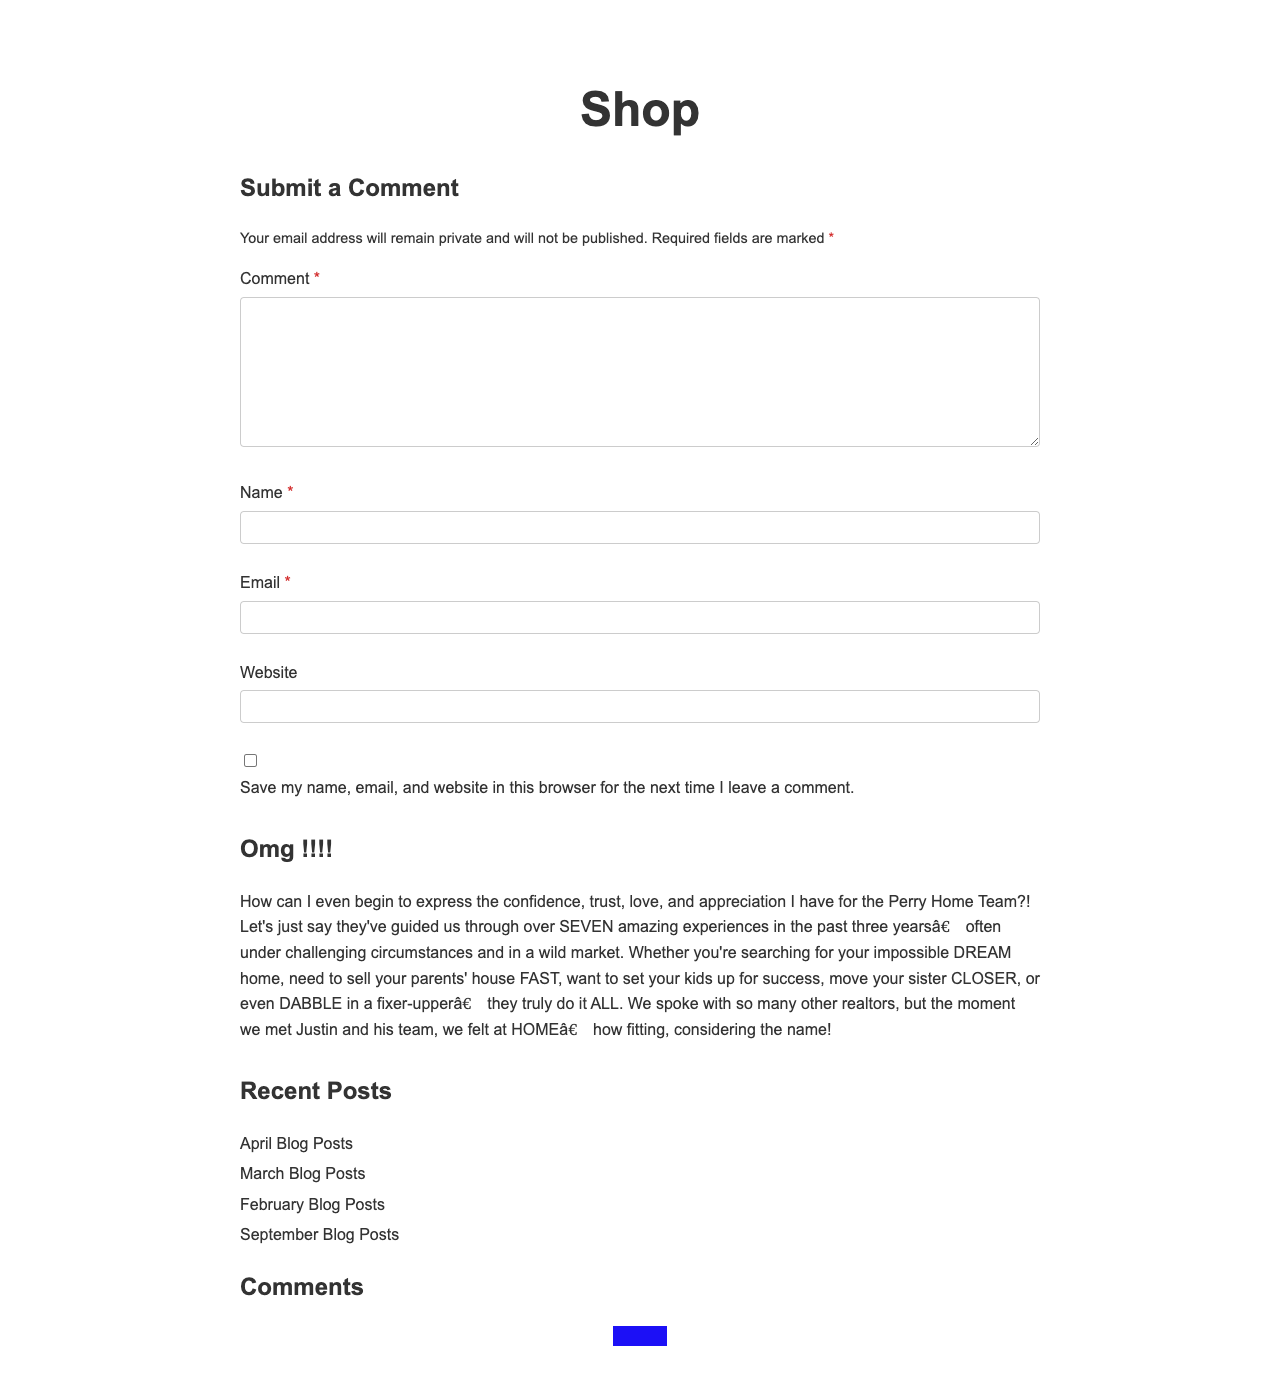 Shop
Submit a Comment
Your email address will remain private and will not be published. Required fields are marked *
Comment *
Name *
Email *
Website
Save my name, email, and website in this browser for the next time I leave a comment.
Omg !!!!
How can I even begin to express the confidence, trust, love, and appreciation I have for the Perry Home Team?!
Let's just say they've guided us through over SEVEN amazing experiences in the past three yearsâ€ often
under challenging circumstances and in a wild market. Whether you're searching for your impossible DREAM
home, need to sell your parents' house FAST, want to set your kids up for success, move your sister CLOSER, or
even DABBLE in a fixer-upperâ€ they truly do it ALL. We spoke with so many other realtors, but the moment
we met Justin and his team, we felt at HOMEâ€ how fitting, considering the name!
Recent Posts
April Blog Posts
March Blog Posts
February Blog Posts
September Blog Posts
Comments